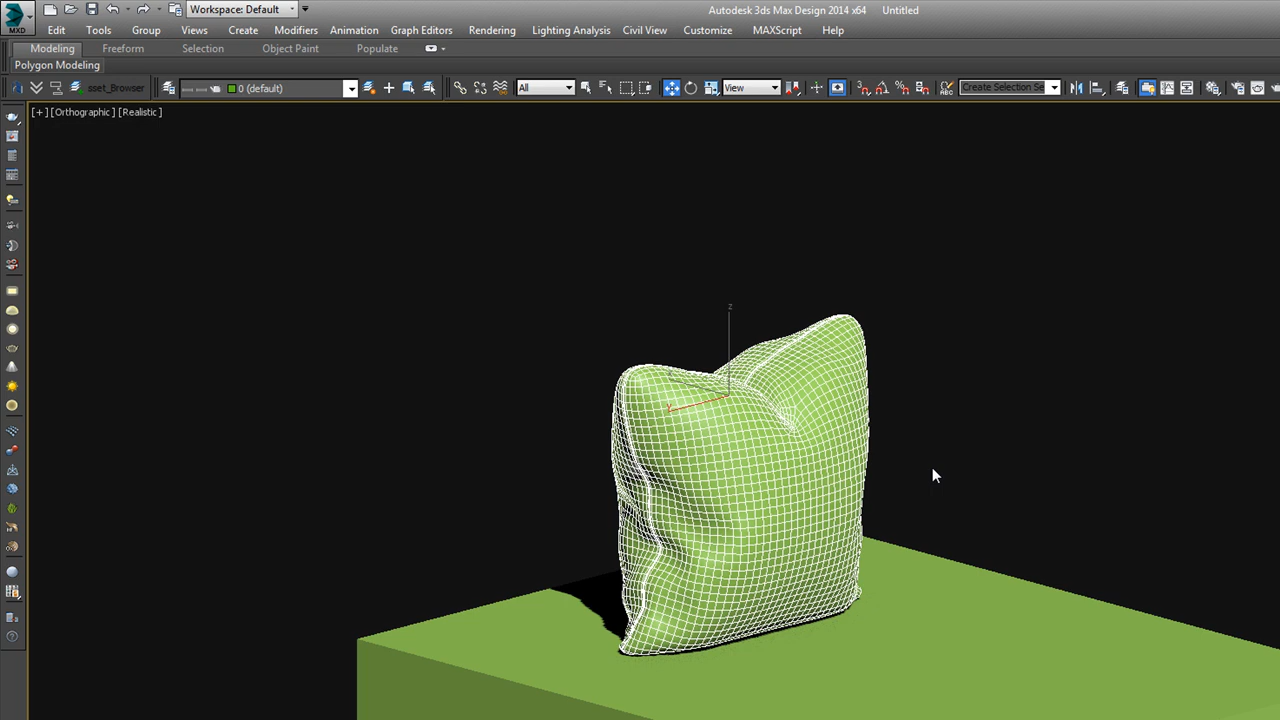 Workspace: Default
Autodesk 3ds Max Design 2014 x64 Untitled
MXD
Edit Tools Group Views Create Modifiers Animation Graph Editors Rendering Lighting Analysis Civil View Customize MAXScript Help
Modeling Freeform Selection Object Paint Populate
Polygon Modeling
sset_Browser 0 (default) All View Create Selection Se
[+] [Orthographic] [Realistic]
z